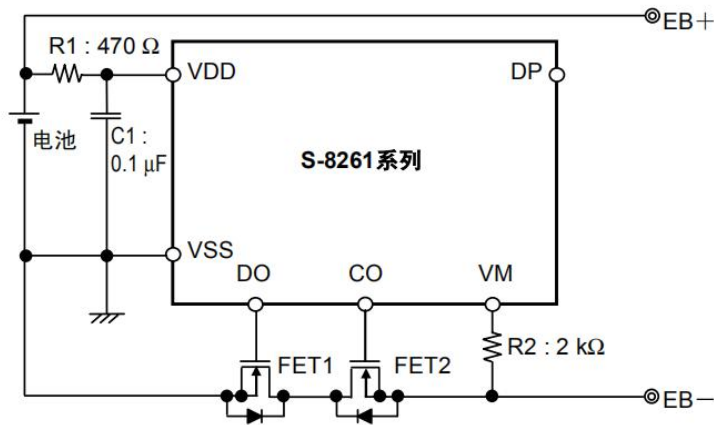 EB＋
R1 : 470 Ω
VDD
DP
电池
C1 :
0.1 μF
S-8261系列
VSS
DO
CO
VM
FET1
FET2
R2 : 2 kΩ
EB－